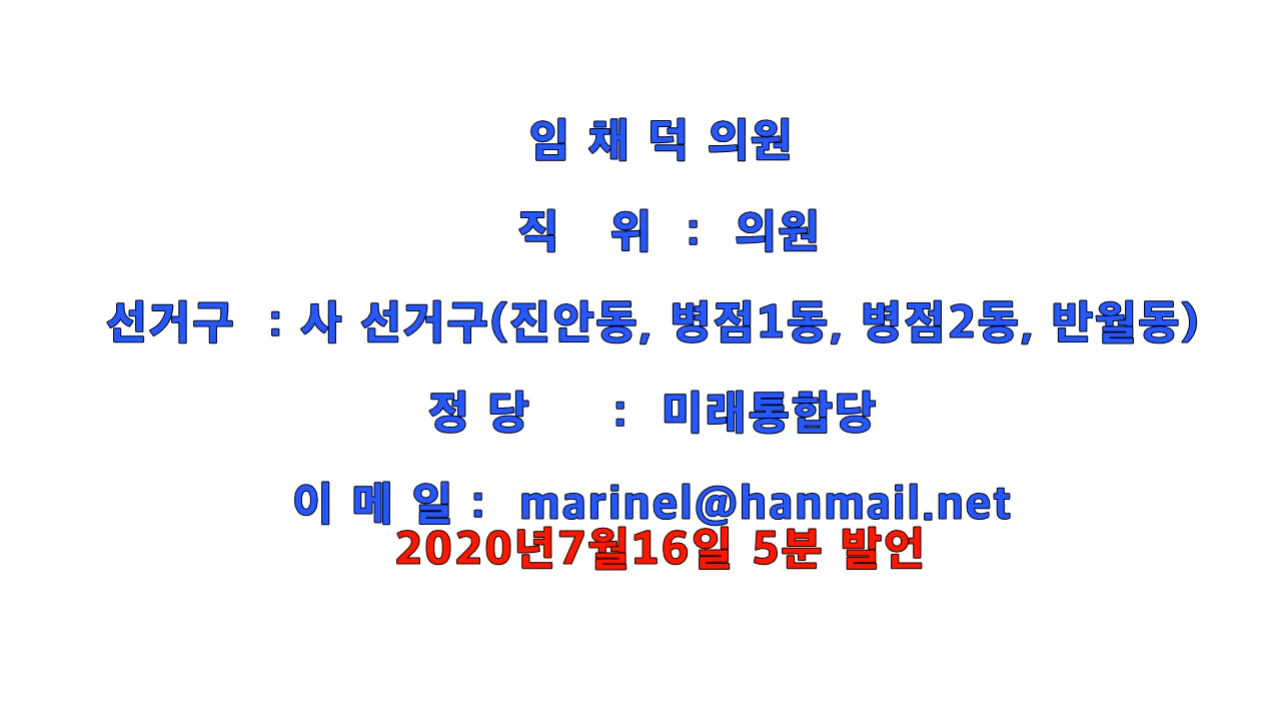 임 채 덕 의원
직 위 : 의원
선거구 : 사 선거구(진안동, 병점1동, 병점2동, 반월동)
정 당 : 미래통합당
이 메 일 : marinel@hanmail.net
2020년7월16일 5분 발언